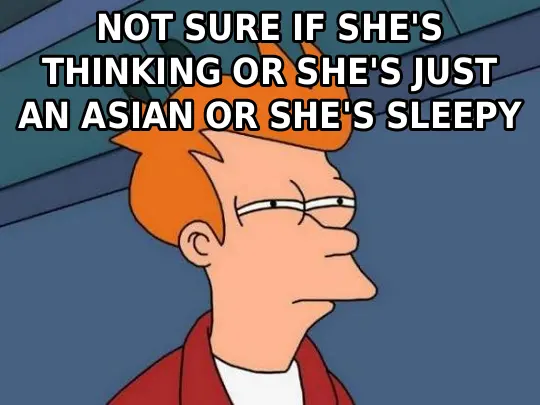 NOT SURE IF SHE'S
THINKING OR SHE'S JUST
AN ASIAN OR SHE'S SLEEPY